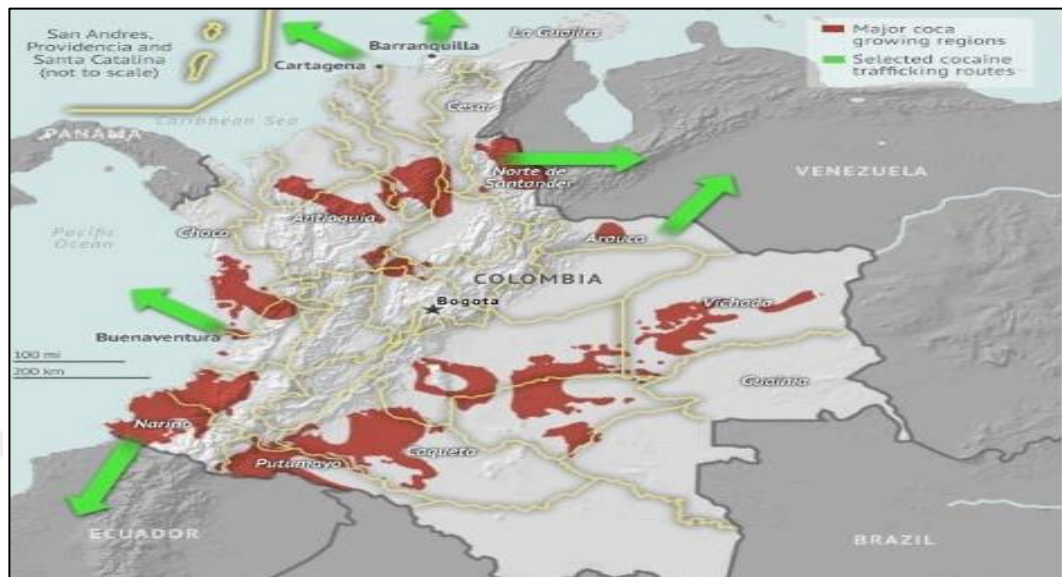 San Andres,
Providencia and
Santa Catalina
(not to scale)
Barranquilla
La Guajira
Major coca
growing regions
Selected cocaine
trafficking routes
Cartagena
Cesar
Caribbean Sea
PANAMA
Norte de
Santander
VENEZUELA
Antioquia
Pacific
Ocean
Choco
Arauca
COLOMBIA
Bogota
Vichada
Buenaventura
100 mi
200 km
Guainia
Narino
Putumayo
Caqueta
ECUADOR
BRAZIL